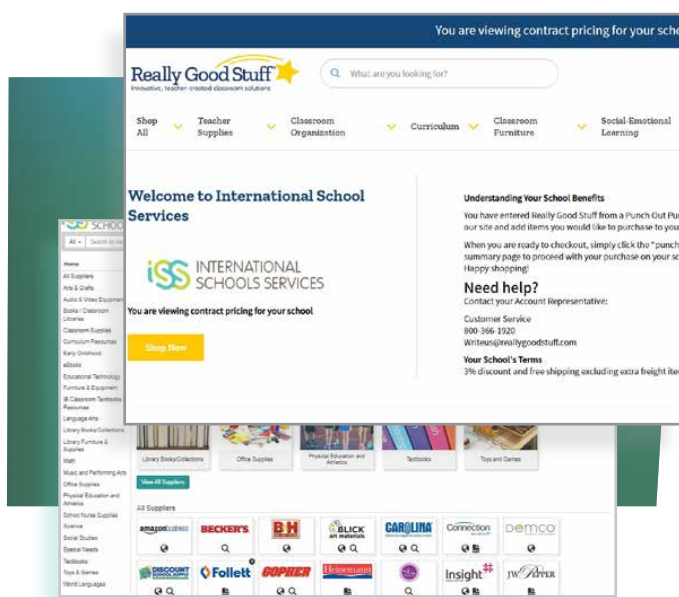 You are viewing contract pricing for your scho
Really Good Stuff
Innovative, teacher-created classroom solutions
What are you looking for?
Shop All
Teacher Supplies
Classroom Organization
Curriculum
Classroom Furniture
Social-Emotional Learning
Welcome to International School
Services
iss INTERNATIONAL
SCHOOLS SERVICES
You are viewing contract pricing for your school
Shop Now
Understanding Your School Benefits
You have entered Really Good Stuff from a Punch Out Pu
our site and add items you would like to purchase to you
When you are ready to checkout, simply click the "punch
summary page to proceed with your purchase on your sc
Happy shopping!
Need help?
Contact your Account Representative:
Customer Service
800-366-1920
Writeus@reallygoodstuff.com
Your School's Terms
3% discount and free shipping excluding extra freight ite
SCHOO
All
Search by
Home
All Suppliers
Arts & Crafts
Audio & Video Equipmen
Books / Classroom
Libraries
Classroom Supplies
Curriculum Resources
Early Childhood
eBooks
Educational Technology
Furniture & Equipment
IB Classroom Textbooks
Resources
Language Arts
Library Books/Collections
Library Furniture &
Supplies
Math
Music and Performing Arts
Office Supplies
Physical Education and
Athletics
School Nurse Supplies
Science
Social Studies
Special Needs
Textbooks
Toys & Games
World Languages
Library Books/Collections
Office Supplies
Physical Education and
Athletics
Textbooks
Toys and Games
View All Suppliers
All Suppliers
amazonbusiness
BECKER'S
B&H
BLICK
art materials
CAROLINA
Connection
Demco
DISCOUNT
SCHOOL SUPPLY
Follett
GOPHER
Heinemann
Insight
J.W. PEPPER